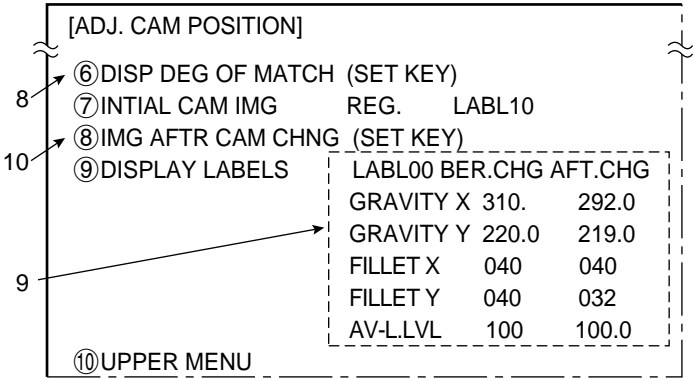 [ADJ. CAM POSITION]
⑥DISP DEG OF MATCH (SET KEY)
8
⑦INTIAL CAM IMG REG. LABL10
⑧IMG AFTR CAM CHNG (SET KEY)
10
⑨DISPLAY LABELS LABL00 BER.CHG AFT.CHG
GRAVITY X 310. 292.0
GRAVITY Y 220.0 219.0
FILLET X 040 040
9
FILLET Y 040 032
AV-L.LVL 100 100.0
⑩UPPER MENU